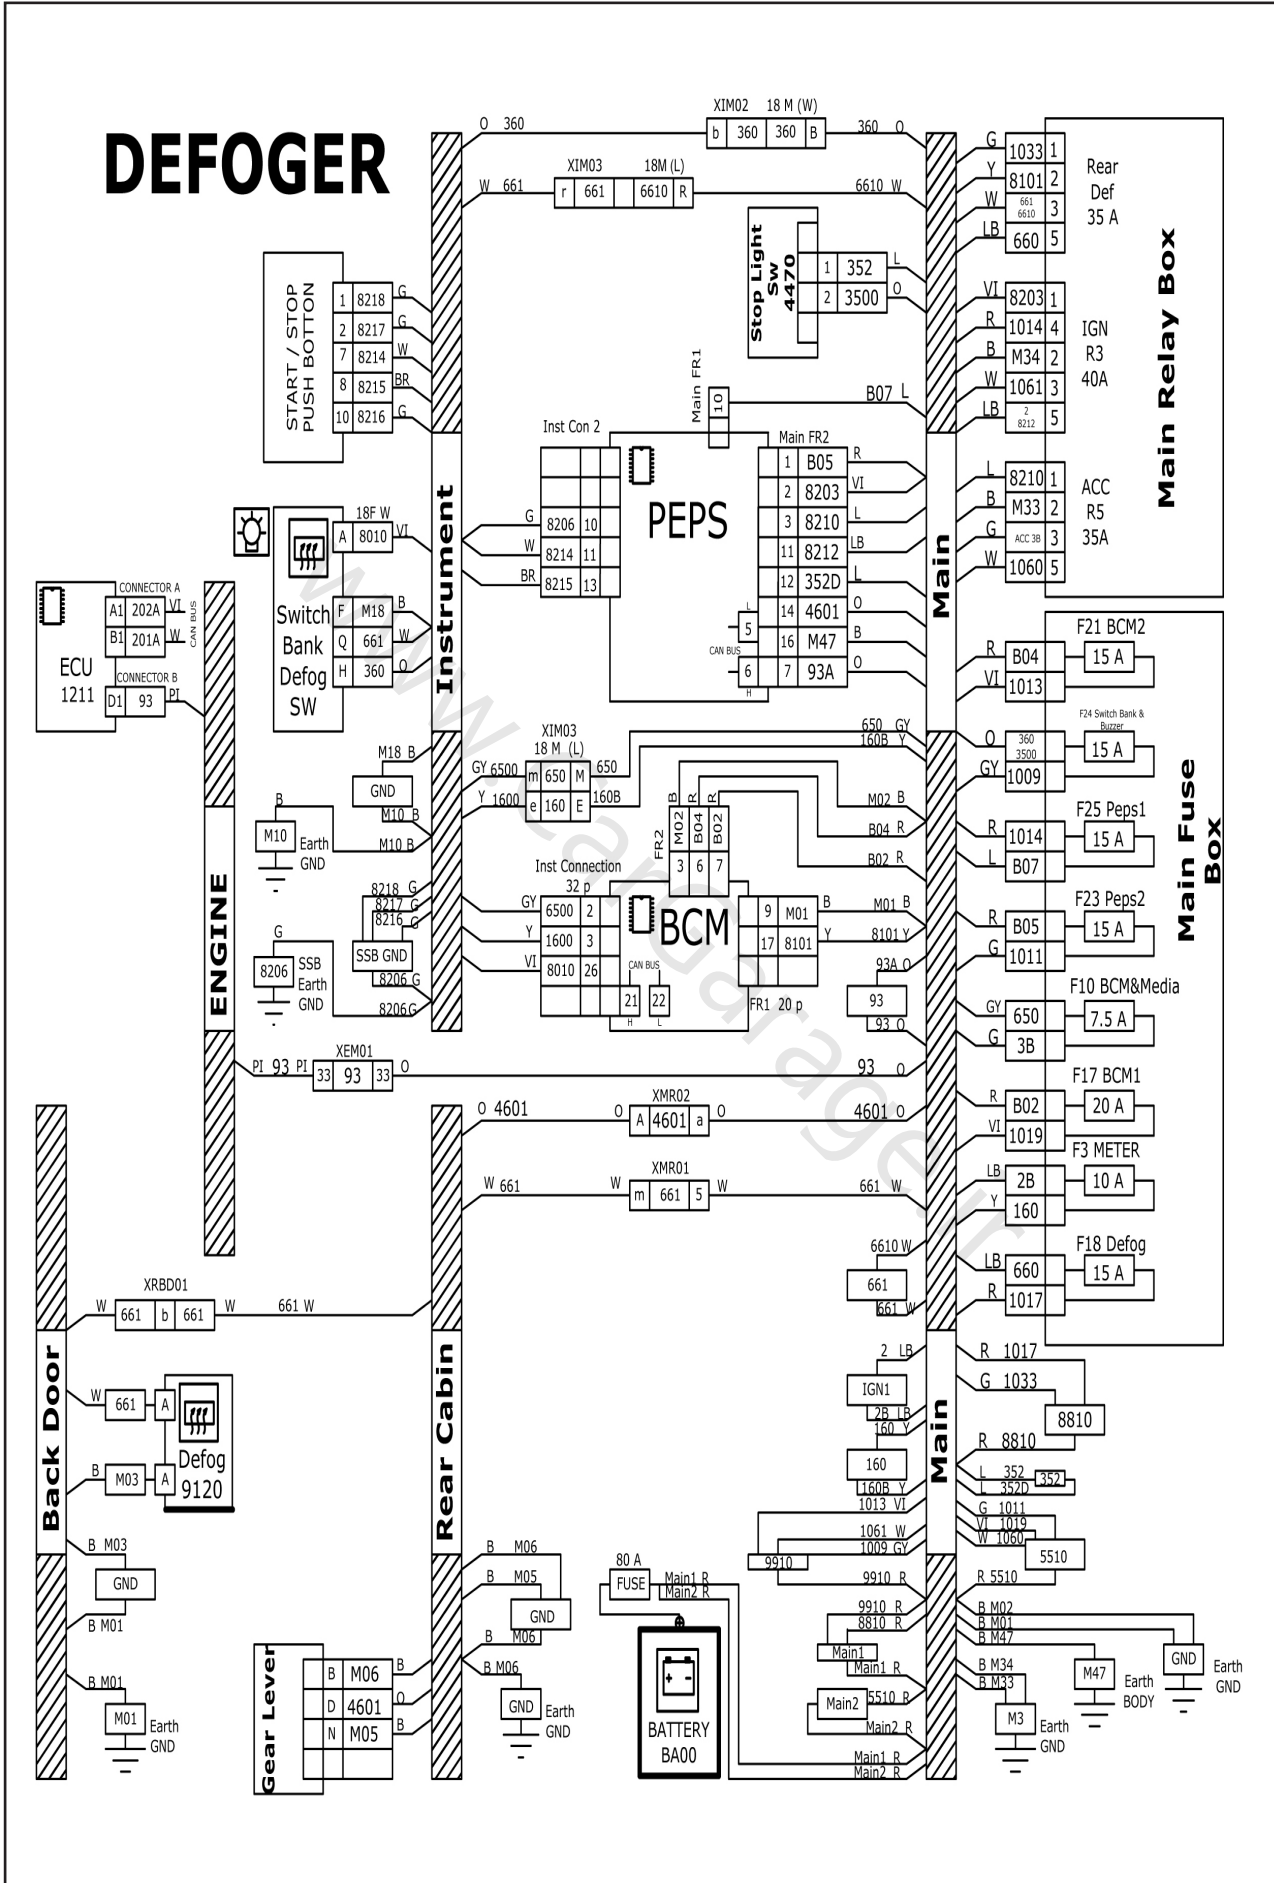 DEFOGER
XIM02 18 M (W)
O 360 b 360 360 B 360 O
XIM03 18M (L)
W 661 r 661 6610 R 6610 W
Stop Light Sw 4470
1 352 L
2 3500 O
START / STOP PUSH BOTTON
1 8218 G
2 8217 G
7 8214 W
8 8215 BR
10 8216 G
Main FR1
10 B07 L
Inst Con 2
PEPS
G 8206 10
W 8214 11
BR 8215 13
Main FR2
1 B05 R
2 8203 VI
3 8210 L
11 8212 LB
12 352D L
14 4601 O
16 M47 B
7 93A O
L 5
CAN BUS
6 H
18F W
A 8010 VI
Switch Bank Defog SW
F M18 B
Q 661 W
H 360 O
Instrument
Main
ECU 1211
CONNECTOR A
A1 202A VI
B1 201A W
CAN BUS
CONNECTOR B
D1 93 PI
ENGINE
M18 B
GND
M10 B
M10 B
B
M10
Earth GND
8218 G
8217 G
8216 G
SSB GND
8206 G
8206 G
G
8206
SSB Earth GND
XIM03
18 M (L)
GY 6500 m 650 M 650
Y 1600 e 160 E 160B
650 GY
160B Y
FR2
B R R
M02 B04 B02
3 6 7
M02 B
B04 R
B02 R
Inst Connection
32 p
BCM
GY 6500 2
Y 1600 3
VI 8010 26
CAN BUS
21 22
H L
9 M01 B M01 B
17 8101 Y 8101 Y
FR1 20 p
93A O
93
93 O
XEM01
PI 93 PI 33 93 33 O 93 O
XMR02
O 4601 O A 4601 a O 4601 O
XMR01
W 661 W m 661 5 W 661 W
6610 W
661
661 W
XRBD01
W 661 b 661 W 661 W
Back Door
W 661 A
B M03 A
Defog 9120
B M03
GND
B M01
B M01
M01
Earth GND
Rear Cabin
B M06
B M05
GND
B M06
B M06
GND
Earth GND
Gear Lever
B M06 B
D 4601 O
N M05 B
80 A
FUSE
Main1 R
Main2 R
BATTERY BA00
2 LB
IGN1
2B LB
160 Y
160
160B Y
1013 VI
1061 W
1009 GY
9910
9910 R
9910 R
8810 R
Main1
Main1 R
Main2
5510 R
Main2 R
Main1 R
Main2 R
Main
R 1017
G 1033
8810
R 8810
L 352
352
L 352D
G 1011
VI 1019
W 1060
5510
R 5510
B M02
B M01
B M47
GND
Earth GND
M47
Earth BODY
B M34
B M33
M3
Earth GND
Main Relay Box
G 1033 1
Y 8101 2
W 661 6610 3
LB 660 5
Rear Def 35 A
VI 8203 1
R 1014 4
B M34 2
W 1061 3
LB 2 8212 5
IGN R3 40A
L 8210 1
B M33 2
G ACC 3B 3
W 1060 5
ACC R5 35A
Main Fuse Box
F21 BCM2
R B04 15 A
VI 1013
F24 Switch Bank & Buzzer
O 360 3500 15 A
GY 1009
F25 Peps1
R 1014 15 A
L B07
F23 Peps2
R B05 15 A
G 1011
F10 BCM&Media
GY 650 7.5 A
G 3B
F17 BCM1
R B02 20 A
VI 1019
F3 METER
LB 2B 10 A
Y 160
F18 Defog
LB 660 15 A
R 1017
www.CarGarage.ir